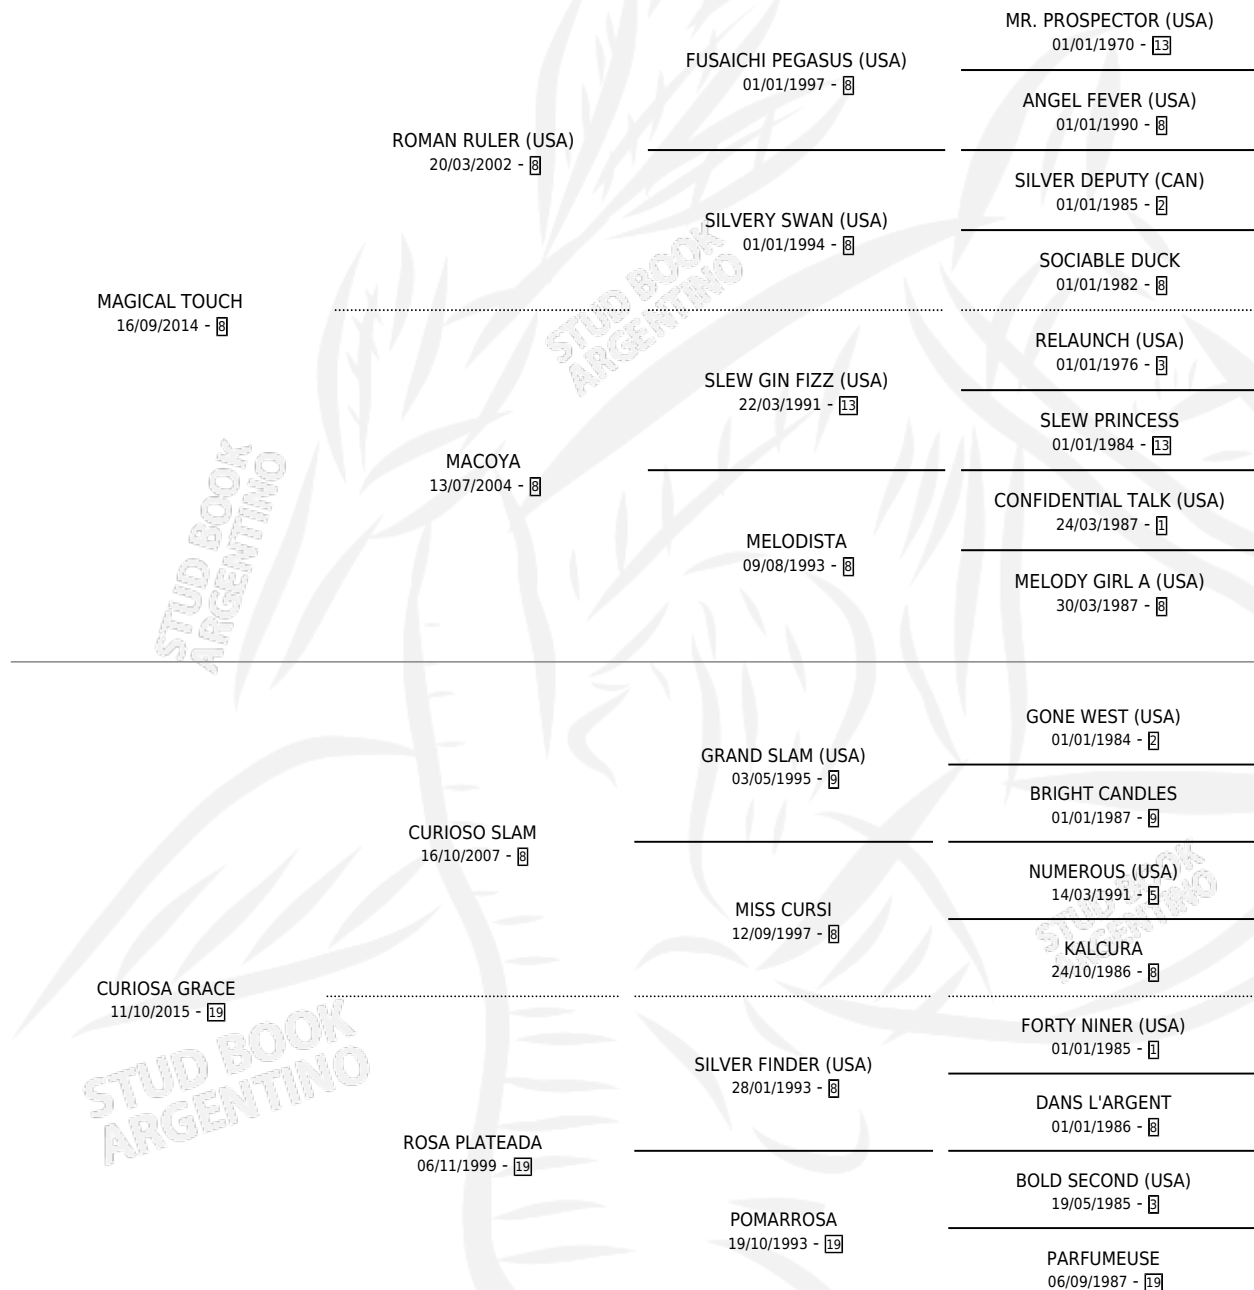 MR. PROSPECTOR (USA)
01/01/1970 - 13
FUSAICHI PEGASUS (USA)
01/01/1997 - 8
ANGEL FEVER (USA)
01/01/1990 - 8
ROMAN RULER (USA)
20/03/2002 - 8
SILVER DEPUTY (CAN)
01/01/1985 - 2
SILVERY SWAN (USA)
01/01/1994 - 8
SOCIABLE DUCK
01/01/1982 - 8
MAGICAL TOUCH
16/09/2014 - 8
RELAUNCH (USA)
01/01/1976 - 3
SLEW GIN FIZZ (USA)
22/03/1991 - 13
SLEW PRINCESS
01/01/1984 - 13
MACOYA
13/07/2004 - 8
CONFIDENTIAL TALK (USA)
24/03/1987 - 1
MELODISTA
09/08/1993 - 8
MELODY GIRL A (USA)
30/03/1987 - 8
GONE WEST (USA)
01/01/1984 - 2
GRAND SLAM (USA)
03/05/1995 - 9
BRIGHT CANDLES
01/01/1987 - 9
CURIOSO SLAM
16/10/2007 - 8
NUMEROUS (USA)
14/03/1991 - 5
MISS CURSI
12/09/1997 - 8
KALCURA
24/10/1986 - 8
CURIOSA GRACE
11/10/2015 - 19
FORTY NINER (USA)
01/01/1985 - 1
SILVER FINDER (USA)
28/01/1993 - 8
DANS L'ARGENT
01/01/1986 - 8
ROSA PLATEADA
06/11/1999 - 19
BOLD SECOND (USA)
19/05/1985 - 3
POMARROSA
19/10/1993 - 19
PARFUMEUSE
06/09/1987 - 19
STUD BOOK
ARGENTINO
STUD BOOK
ARGENTINO
STUD BOOK
ARGENTINO
STUD BOOK
ARGENTINO